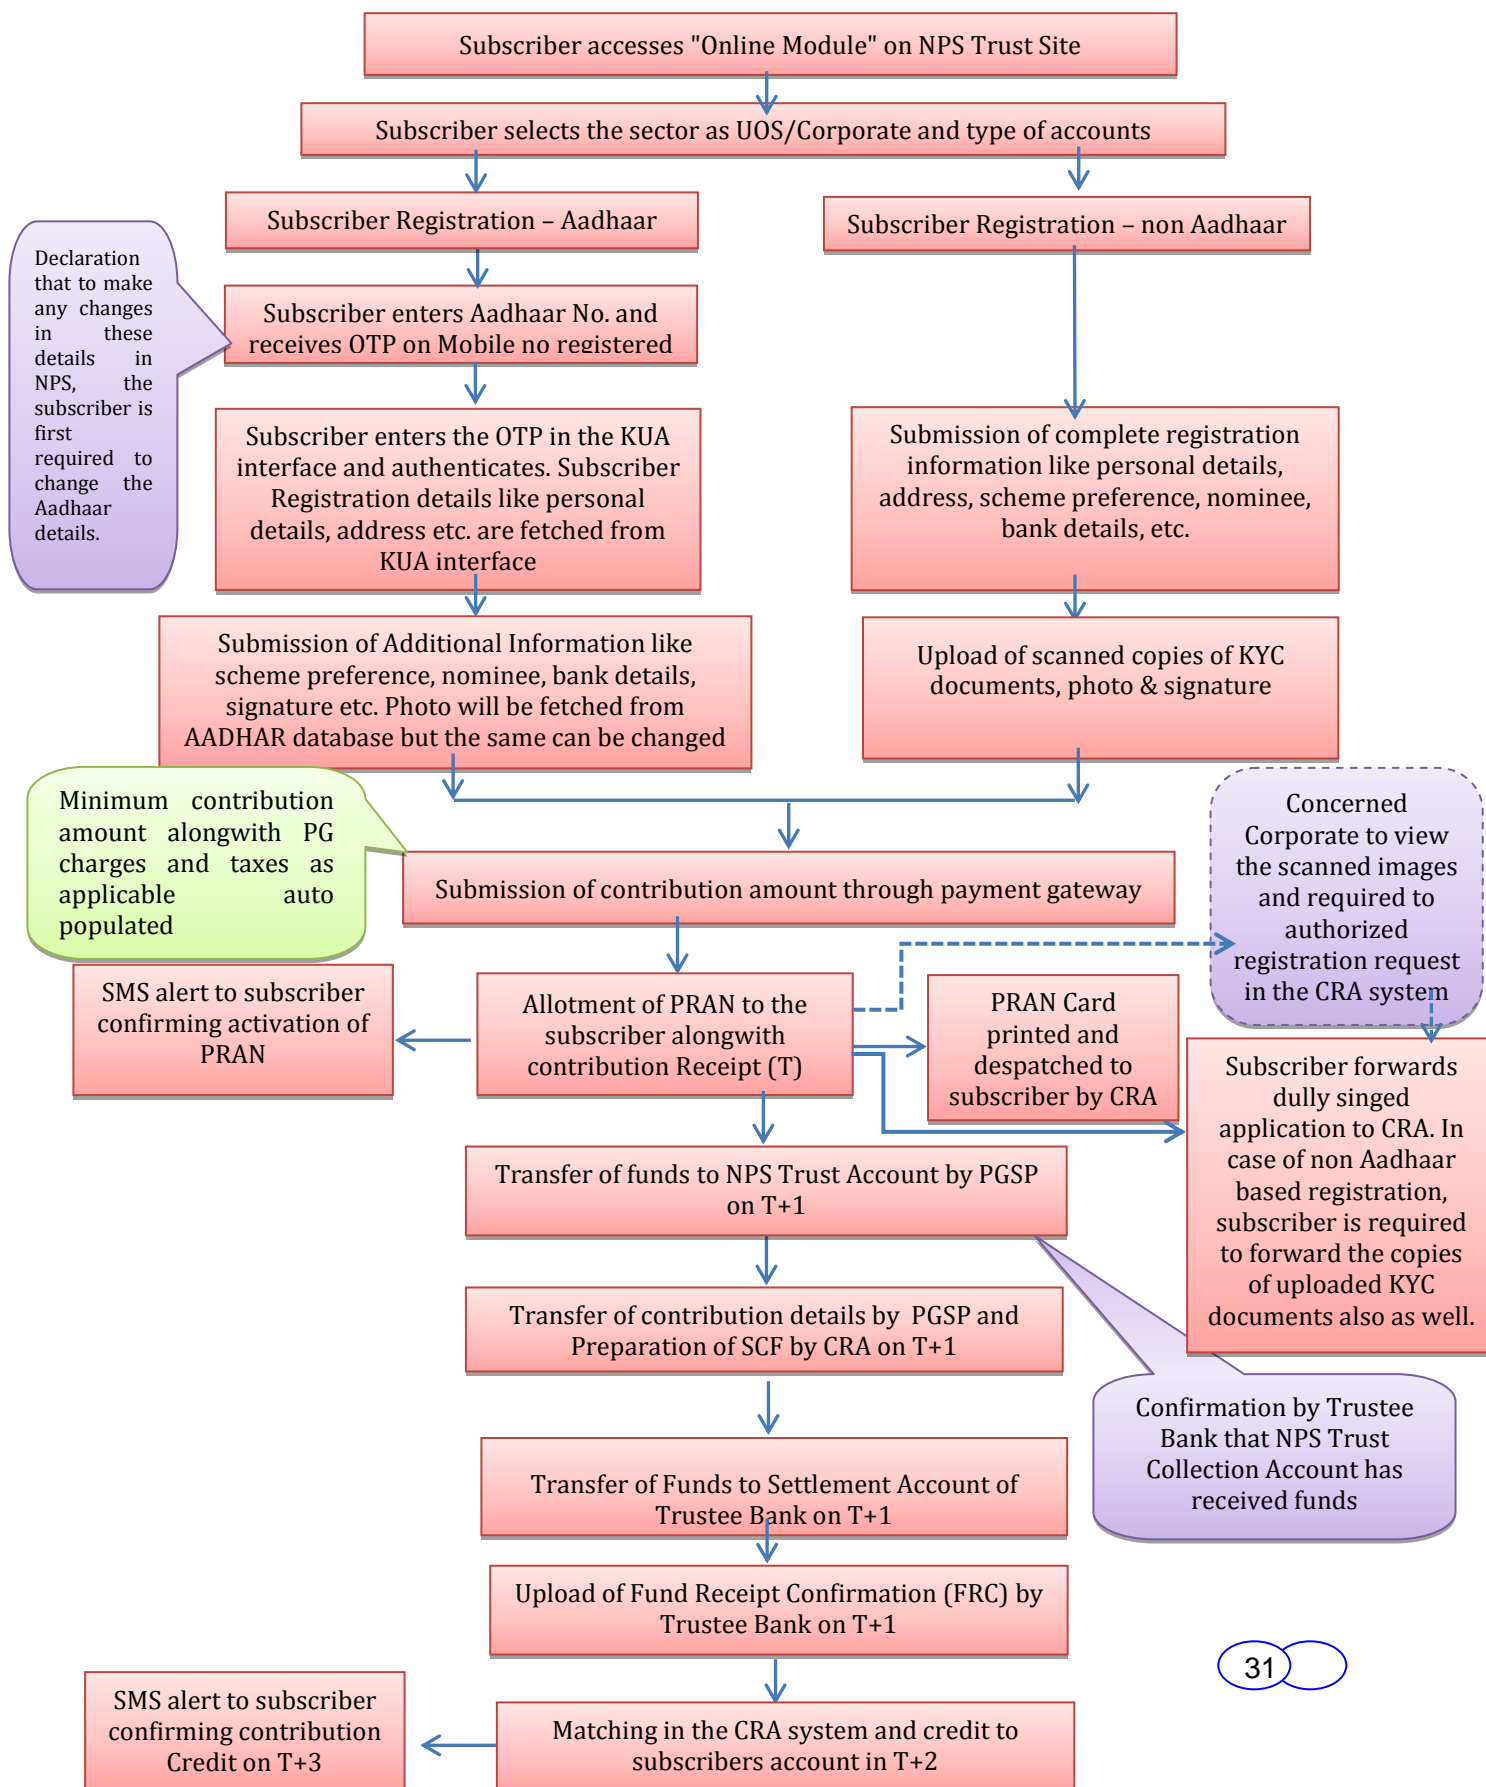 Subscriber accesses "Online Module" on NPS Trust Site
Subscriber selects the sector as UOS/Corporate and type of accounts
Subscriber Registration – Aadhaar
Subscriber Registration – non Aadhaar
Declaration
that to make
any changes
in these
details in
NPS, the
subscriber is
first
required to
change the
Aadhaar
details.
Subscriber enters Aadhaar No. and
receives OTP on Mobile no registered
Subscriber enters the OTP in the KUA
interface and authenticates. Subscriber
Registration details like personal
details, address etc. are fetched from
KUA interface
Submission of complete registration
information like personal details,
address, scheme preference, nominee,
bank details, etc.
Submission of Additional Information like
scheme preference, nominee, bank details,
signature etc. Photo will be fetched from
AADHAR database but the same can be changed
Upload of scanned copies of KYC
documents, photo & signature
Minimum contribution
amount alongwith PG
charges and taxes as
applicable auto
populated
Submission of contribution amount through payment gateway
Concerned
Corporate to view
the scanned images
and required to
authorized
registration request
in the CRA system
SMS alert to subscriber
confirming activation of
PRAN
Allotment of PRAN to the
subscriber alongwith
contribution Receipt (T)
PRAN Card
printed and
despatched to
subscriber by CRA
Subscriber forwards
dully singed
application to CRA. In
case of non Aadhaar
based registration,
subscriber is required
to forward the copies
of uploaded KYC
documents also as well.
Transfer of funds to NPS Trust Account by PGSP
on T+1
Transfer of contribution details by PGSP and
Preparation of SCF by CRA on T+1
Confirmation by Trustee
Bank that NPS Trust
Collection Account has
received funds
Transfer of Funds to Settlement Account of
Trustee Bank on T+1
Upload of Fund Receipt Confirmation (FRC) by
Trustee Bank on T+1
31
SMS alert to subscriber
confirming contribution
Credit on T+3
Matching in the CRA system and credit to
subscribers account in T+2